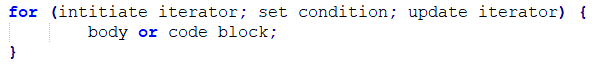 for (intitiate iterator; set condition; update iterator) {
        body or code block;
}